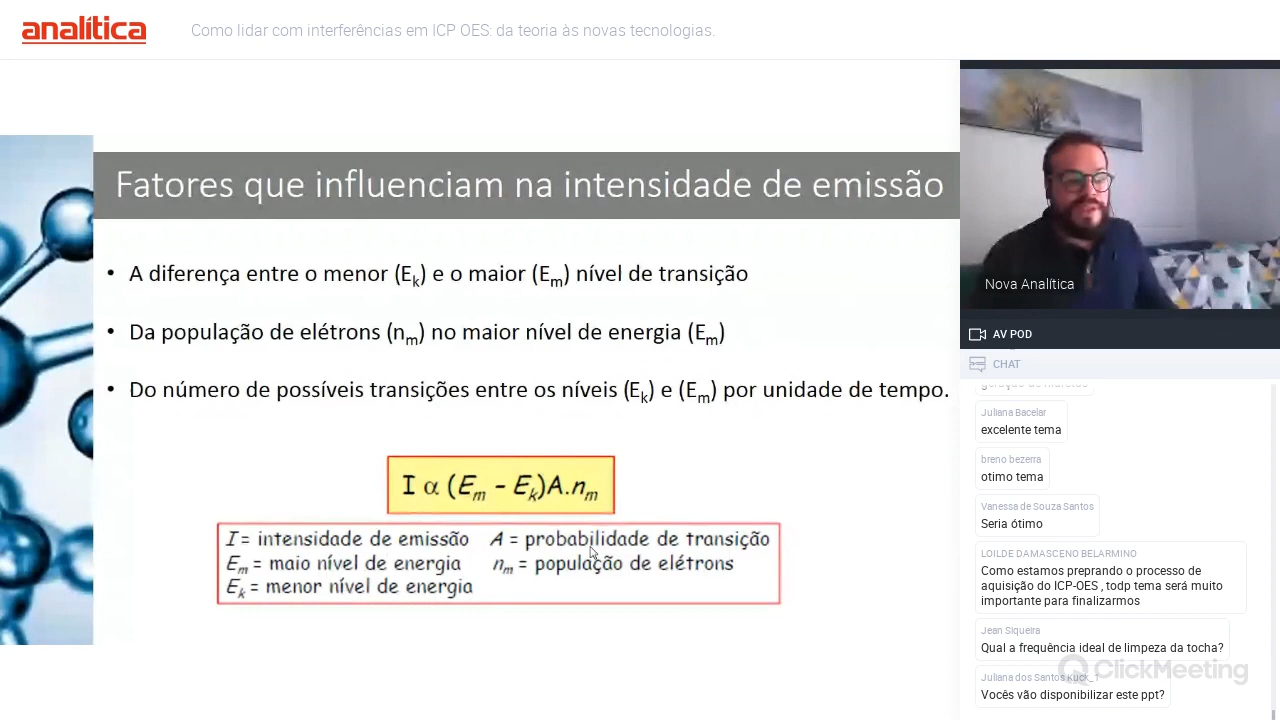 analítica
Como lidar com interferências em ICP OES: da teoria às novas tecnologias.
Fatores que influenciam na intensidade de emissão
• A diferença entre o menor (Ek) e o maior (Em) nível de transição
• Da população de elétrons (nm) no maior nível de energia (Em)
• Do número de possíveis transições entre os níveis (Ek) e (Em) por unidade de tempo.
I α (Em - Ek)A.nm
I = intensidade de emissão A = probabilidade de transição
Em = maio nível de energia nm = população de elétrons
Ek = menor nível de energia
Nova Analítica
AV POD
CHAT
Juliana Bacelar
excelente tema
breno bezerra
otimo tema
Vanessa de Souza Santos
Seria ótimo
LOILDE DAMASCENO BELARMINO
Como estamos preprando o processo de
aquisição do ICP-OES , todp tema será muito
importante para finalizarmos
Jean Siqueira
Qual a frequência ideal de limpeza da tocha?
ClickMeeting
Juliana dos Santos Kuck_1
Vocês vão disponibilizar este ppt?